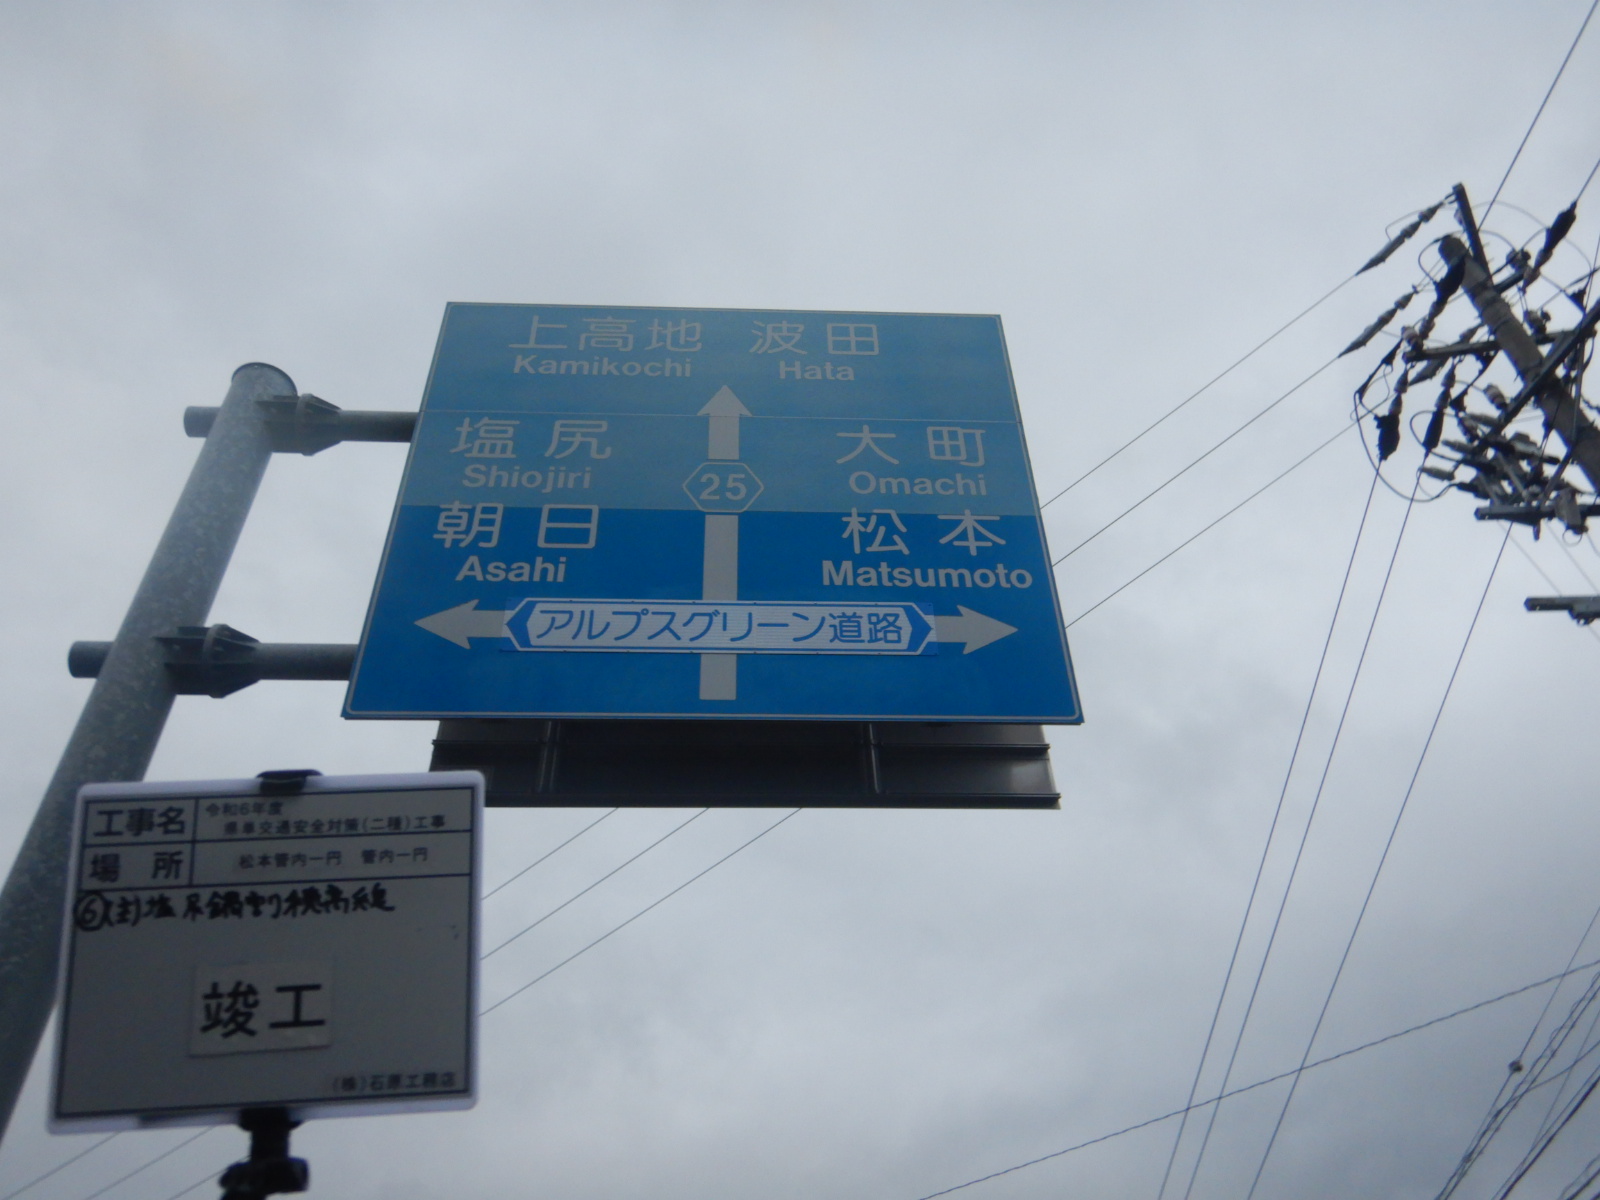 上高地 波田
Kamikochi Hata
塩尻 大町
Shiojiri Omachi
25
朝日 松本
Asahi Matsumoto
アルプスグリーン道路
工事名 令和6年度
県単交通安全対策(二種)工事
場所 松本管内一円 管内一円
⑥(主)塩尻鍋割穂高線
竣工
(株)石原工務店